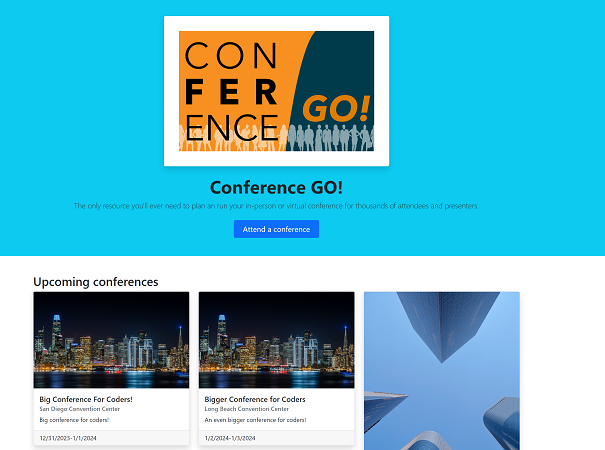 CON
FER
ENCE
GO!
Conference GO!
The only resource you'll ever need to plan an run your in-person or virtual conference for thousands of attendees and presenters.
Attend a conference
Upcoming conferences
Big Conference For Coders!
San Diego Convention Center
Big conference for coders!
12/31/2023-1/1/2024
Bigger Conference for Coders
Long Beach Convention Center
An even bigger conference for coders!
1/2/2024-1/3/2024